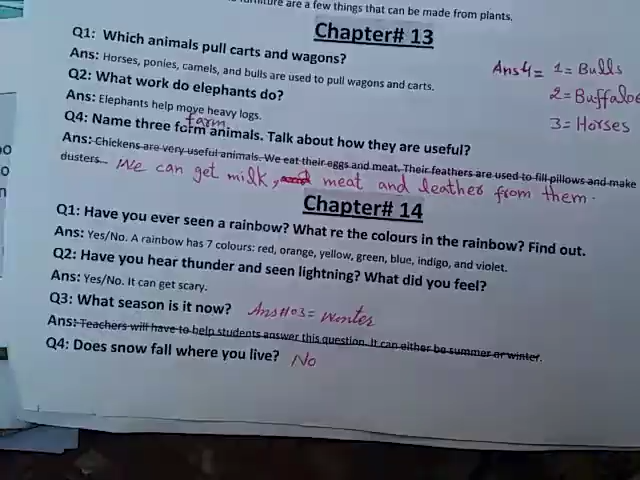 are a few things that can be made from plants.
Chapter# 13
Q1: Which animals pull carts and wagons?
Ans: Horses, ponies, camels, and bulls are used to pull wagons and carts.
Q2: What work do elephants do?
Ans: Elephants help move heavy logs.
farm
Q4: Name three form animals. Talk about how they are useful?
Ans: Chickens are very useful animals. We eat their eggs and meat. Their feathers are used to fill pillows and make
dusters. We can get milk, and meat and leather from them.
Ans 4 = 1 = Bulls
2 = Buffaloe
3 = Horses
Chapter# 14
Q1: Have you ever seen a rainbow? What re the colours in the rainbow? Find out.
Ans: Yes/No. A rainbow has 7 colours: red, orange, yellow, green, blue, indigo, and violet.
Q2: Have you hear thunder and seen lightning? What did you feel?
Ans: Yes/No. It can get scary.
Q3: What season is it now? Ans#03 = Winter
Ans: Teachers will have to help students answer this question. It can either be summer or winter.
Q4: Does snow fall where you live? No